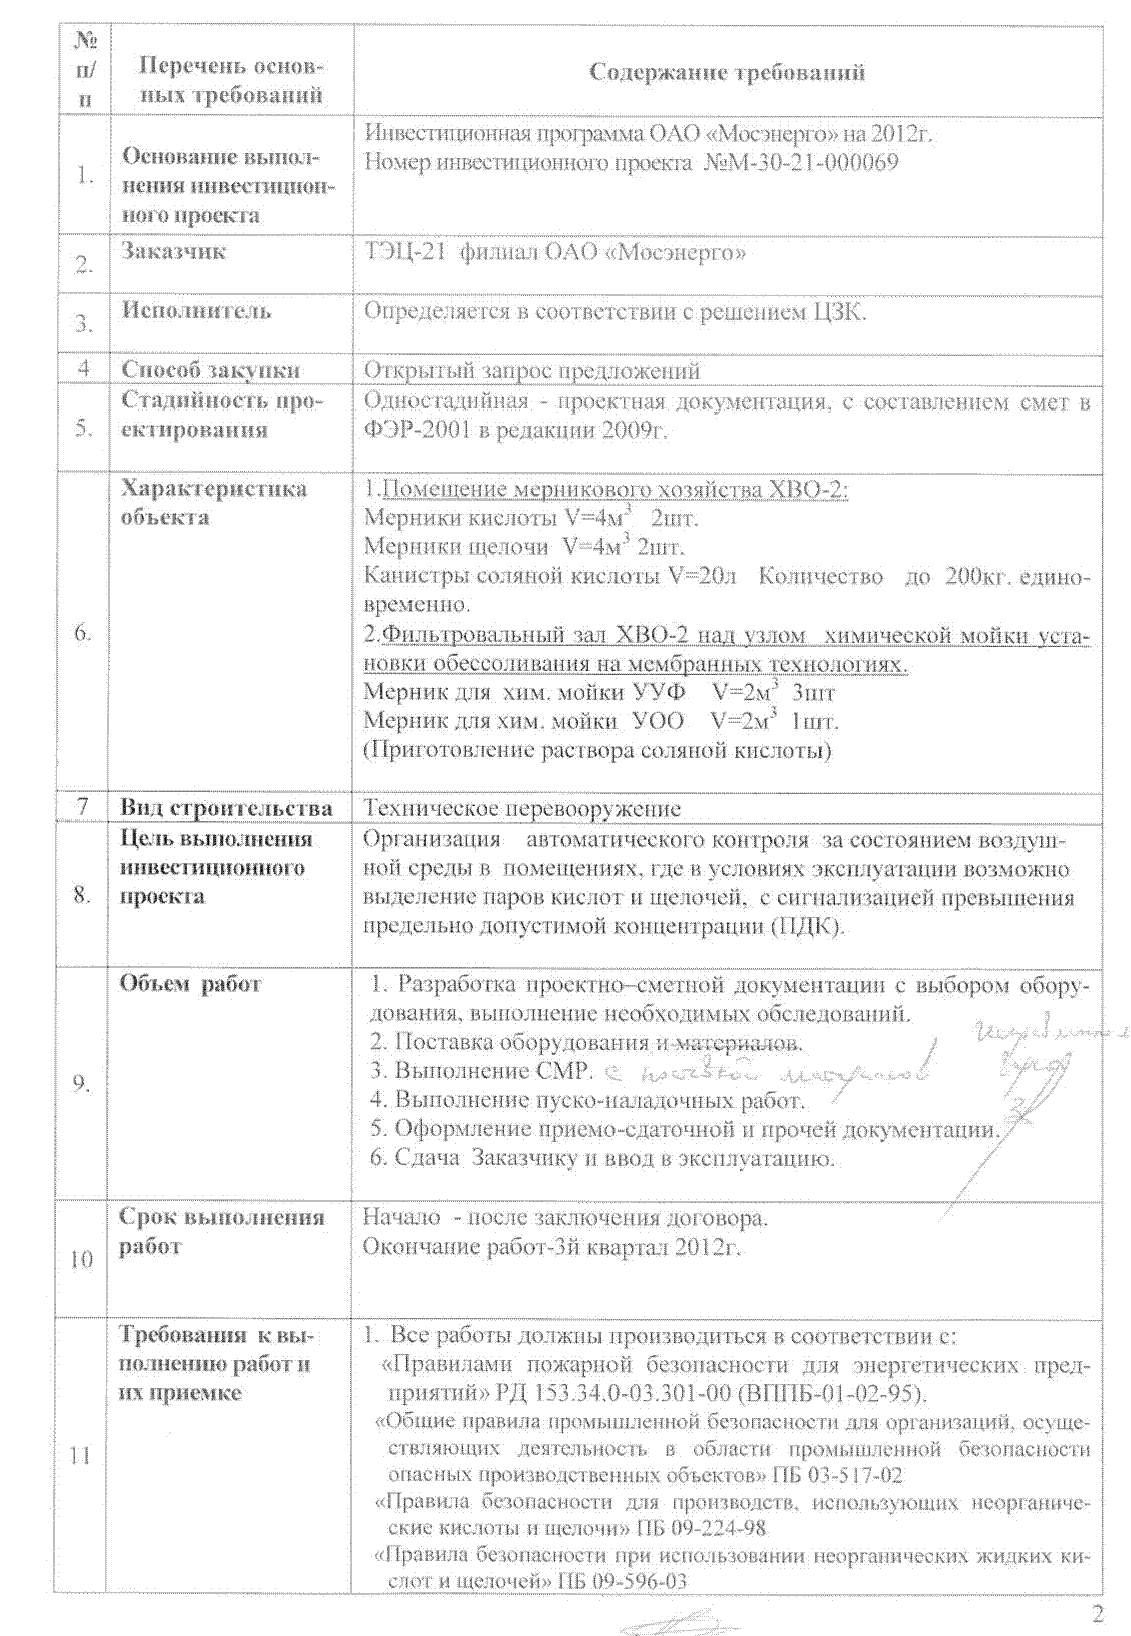 №
п/
п
Перечень основ-
ных требований
Содержание требований
1.
Основание выпол-
нения инвестицион-
ного проекта
Инвестиционная программа ОАО «Мосэнерго» на 2012г.
Номер инвестиционного проекта №М-30-21-000069
2.
Заказчик
ТЭЦ-21 филиал ОАО «Мосэнерго»
3.
Исполнитель
Определяется в соответствии с решением ЦЗК.
4
Способ закупки
Открытый запрос предложений
5.
Стадийность про-
ектирования
Одностадийная - проектная документация, с составлением смет в
ФЭР-2001 в редакции 2009г.
6.
Характеристика
объекта
1.Помещение мерникового хозяйства ХВО-2:
Мерники кислоты V=4м³ 2шт.
Мерники щелочи V=4м³ 2шт.
Канистры соляной кислоты V=20л Количество до 200кг. едино-
временно.
2.Фильтровальный зал ХВО-2 над узлом химической мойки уста-
новки обессоливания на мембранных технологиях.
Мерник для хим. мойки УУФ V=2м³ 3шт
Мерник для хим. мойки УОО V=2м³ 1шт.
(Приготовление раствора соляной кислоты)
7
Вид строительства
Техническое перевооружение
8.
Цель выполнения
инвестиционного
проекта
Организация автоматического контроля за состоянием воздуш-
ной среды в помещениях, где в условиях эксплуатации возможно
выделение паров кислот и щелочей, с сигнализацией превышения
предельно допустимой концентрации (ПДК).
9.
Объем работ
1. Разработка проектно–сметной документации с выбором обору-
дования, выполнение необходимых обследований.
2. Поставка оборудования и материалов.
3. Выполнение СМР. с поставкой материалов
4. Выполнение пуско-наладочных работ.
5. Оформление приемо-сдаточной и прочей документации.
6. Сдача Заказчику и ввод в эксплуатацию.
10
Срок выполнения
работ
Начало - после заключения договора.
Окончание работ-3й квартал 2012г.
11
Требования к вы-
полнению работ и
их приемке
1. Все работы должны производиться в соответствии с:
«Правилами пожарной безопасности для энергетических пред-
приятий» РД 153.34.0-03.301-00 (ВППБ-01-02-95).
«Общие правила промышленной безопасности для организаций, осуще-
ствляющих деятельность в области промышленной безопасности
опасных производственных объектов» ПБ 03-517-02
«Правила безопасности для производств, использующих неорганиче-
ские кислоты и щелочи» ПБ 09-224-98
«Правила безопасности при использовании неорганических жидких ки-
слот и щелочей» ПБ 09-596-03
2